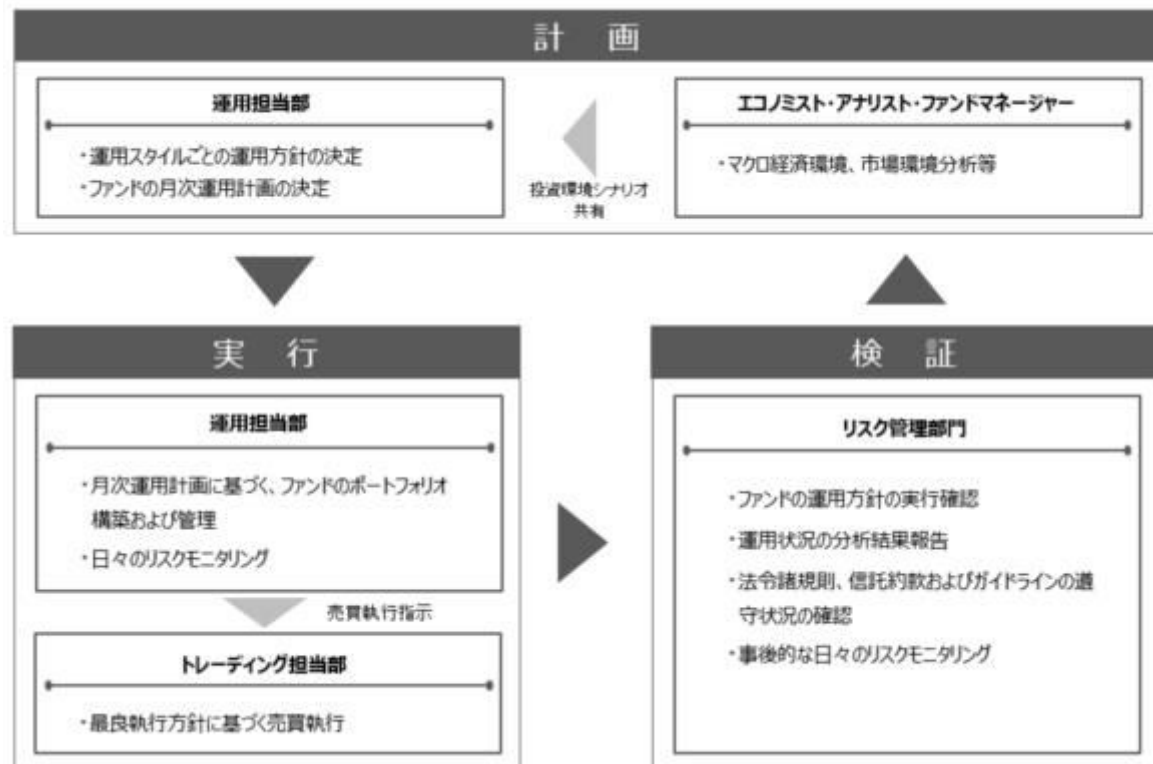 計 画
運用担当部
・運用スタイルごとの運用方針の決定
・ファンドの月次運用計画の決定
投資環境シナリオ
共有
エコノミスト・アナリスト・ファンドマネージャー
・マクロ経済環境、市場環境分析等
実 行
運用担当部
・月次運用計画に基づく、ファンドのポートフォリオ
構築および管理
・日々のリスクモニタリング
売買執行指示
トレーディング担当部
・最良執行方針に基づく売買執行
検 証
リスク管理部門
・ファンドの運用方針の実行確認
・運用状況の分析結果報告
・法令諸規則、信託約款およびガイドラインの遵
守状況の確認
・事後的な日々のリスクモニタリング